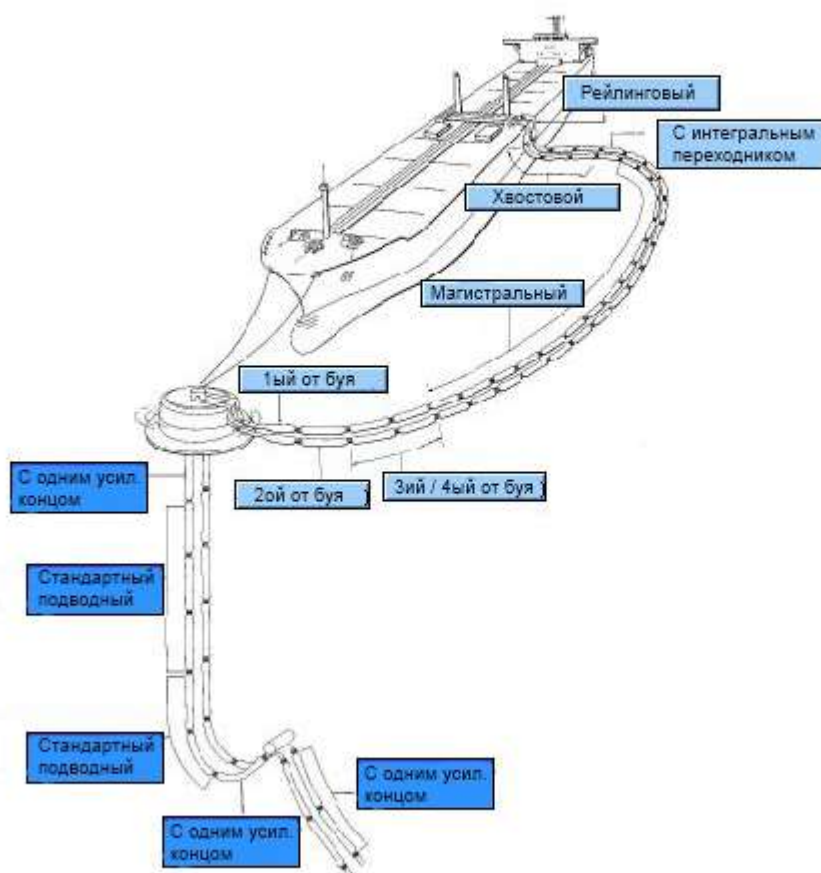 Рейлинговый
С интегральным
переходником
Хвостовой
Магистральный
1ый от буя
2ой от буя
3ий / 4ый от буя )
С одним усил.
концом
Стандартный
подводный
Стандартный
подводный
С одним усил.
концом
С одним усил.
концом